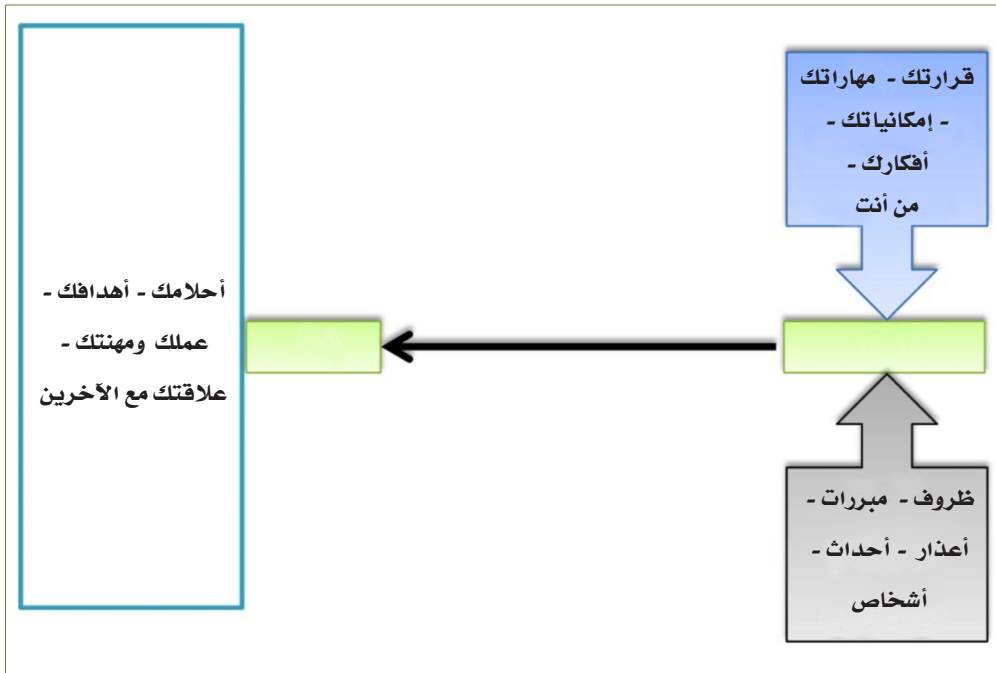 قرارتك - مهاراتك
- إمكانياتك -
أفكارك -
من أنت
أحلامك - أهدافك -
عملك ومهنتك -
علاقتك مع الآخرين
ظروف - مبررات -
أعذار - أحداث -
أشخاص